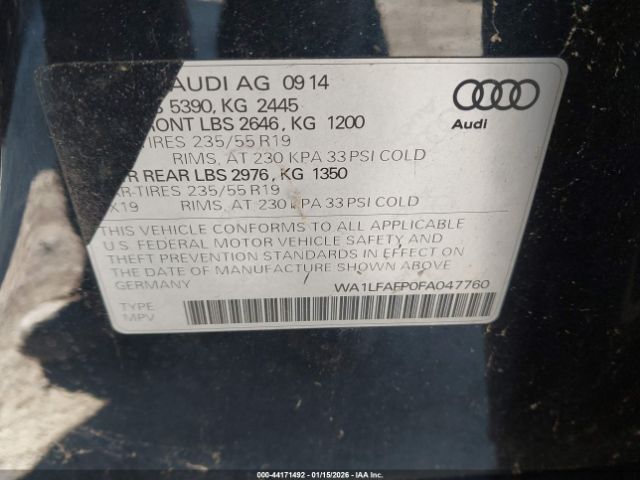 AUDI AG 09 14
5390, KG 2445
FRONT LBS 2646, KG 1200
-TIRES 235/55 R19
RIMS, AT 230 KPA 33 PSI COLD
R REAR LBS 2976, KG 1350
R-TIRES 235/55 R19
X19 RIMS, AT 230 KPA 33 PSI COLD
THIS VEHICLE CONFORMS TO ALL APPLICABLE
U.S. FEDERAL MOTOR VEHICLE SAFETY AND
THEFT PREVENTION STANDARDS IN EFFECT ON
THE DATE OF MANUFACTURE SHOWN ABOVE
GERMANY
WA1LFAFP0FA047760
TYPE
MPV
Audi
000-44171492 - 01/15/2026 - IAAI.COM